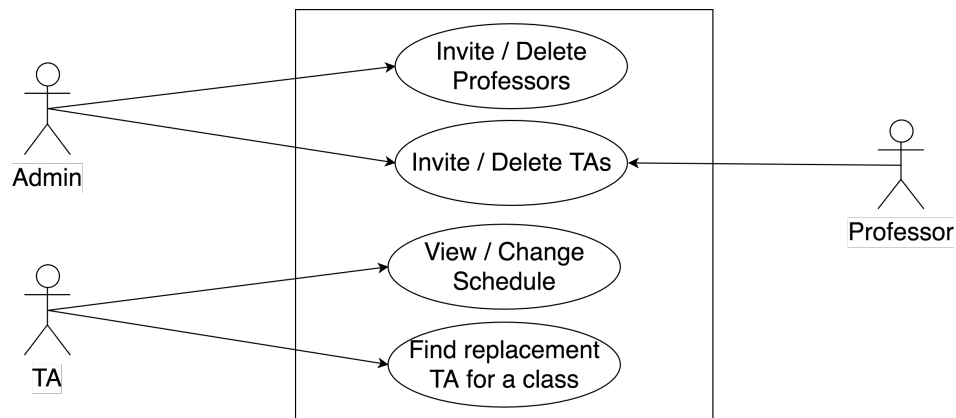 Invite / Delete
Professors
Admin
Invite / Delete TAs
Professor
View / Change
Schedule
TA
Find replacement
TA for a class